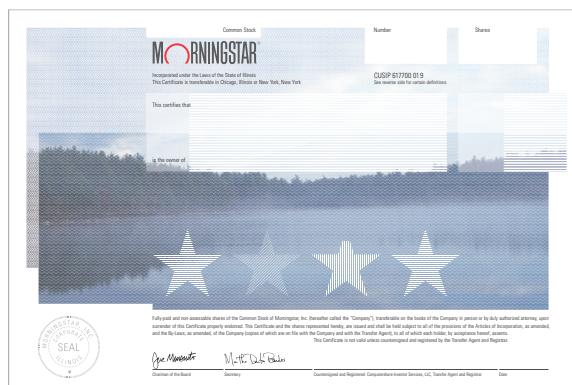 Common Stock
Number
Shares
MORNINGSTAR®
Incorporated under the Laws of the State of Illinois
This Certificate is transferable in Chicago, Illinois or New York, New York
CUSIP 617700 01 9
See reverse side for certain definitions
This certifies that
is the owner of
Fully-paid and non-assessable shares of the Common Stock of Morningstar, Inc. (hereafter called the "Company"), transferable on the books of the Company in person or by duly authorized attorney, upon
surrender of this Certificate properly endorsed. This Certificate and the shares represented hereby, are issued and shall be held subject to all of the provisions of the Articles of Incorporation, as amended,
and the By-Laws, as amended, of the Company (copies of which are on file with the Company and with the Transfer Agent), to all of which each holder, by acceptance hereof, assents.
This Certificate is not valid unless countersigned and registered by the Transfer Agent and Registrar.
MORNINGSTAR, INC.
CORPORATE
SEAL
ILLINOIS
Joe Mansueto
Chairman of the Board
Secretary
Countersigned and Registered: Computershare Investor Services, LLC, Transfer Agent and Registrar
Date